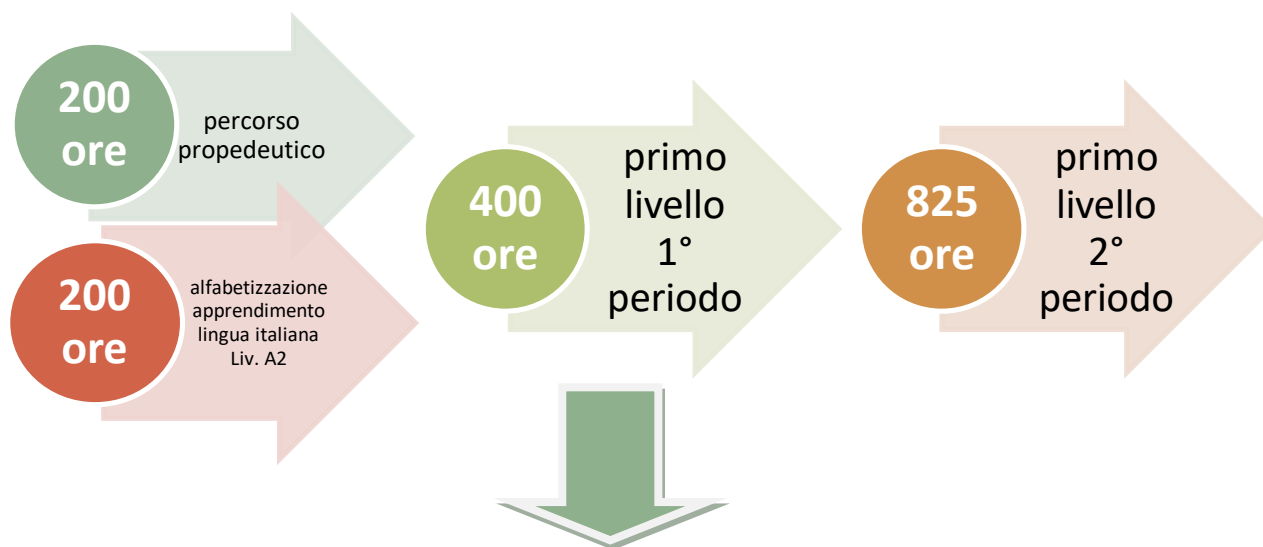 200
ore
percorso
propedeutico
200
ore
alfabetizzazione
apprendimento
lingua italiana
Liv. A2
400
ore
primo
livello
1°
periodo
825
ore
primo
livello
2°
periodo